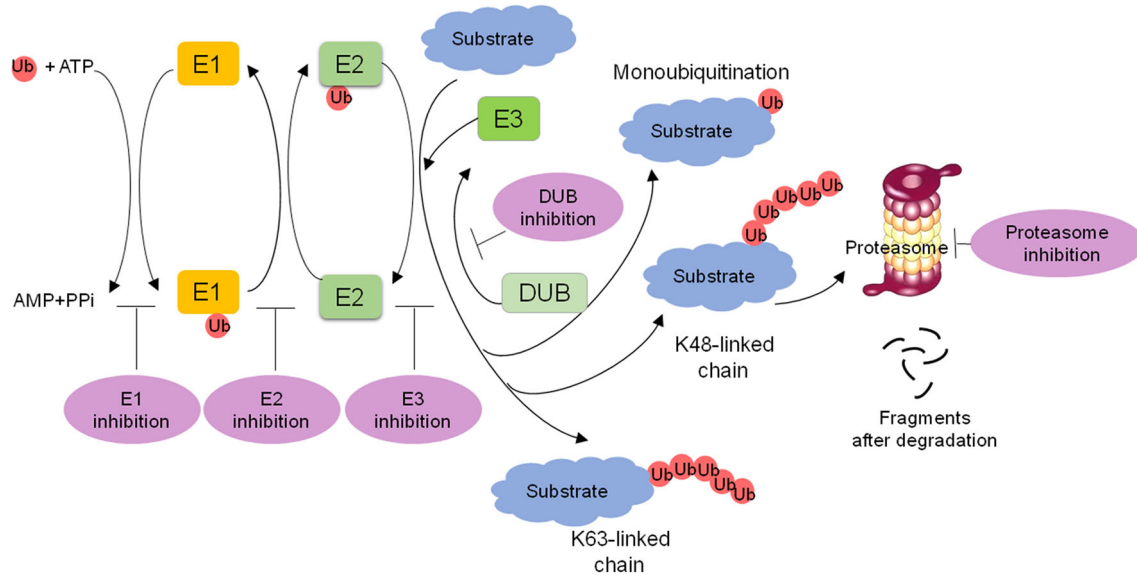 Ub + ATP
E1
E2
Ub
Substrate
E3
Monoubiquitination
Ub
Substrate
DUB
inhibition
DUB
Ub Ub Ub Ub Ub
Substrate
K48-linked
chain
Proteasome
Proteasome
inhibition
AMP+PPi
E1
Ub
E2
E1
inhibition
E2
inhibition
E3
inhibition
Fragments
after degradation
Substrate
Ub Ub Ub Ub Ub
K63-linked
chain